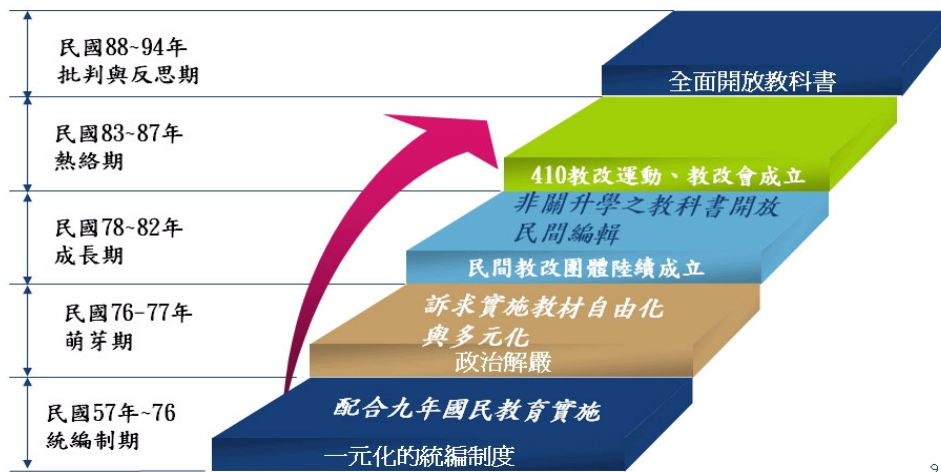 民國88~94年
批判與反思期
全面開放教科書
民國83~87年
熱絡期
410教改運動、教改會成立
民國78~82年
成長期
非關升學之教科書開放
民間編輯
民間教改團體陸續成立
民國76-77年
萌芽期
訴求實施教材自由化
與多元化
政治解嚴
民國57年~76
統編制期
配合九年國民教育實施
一元化的統編制度
9